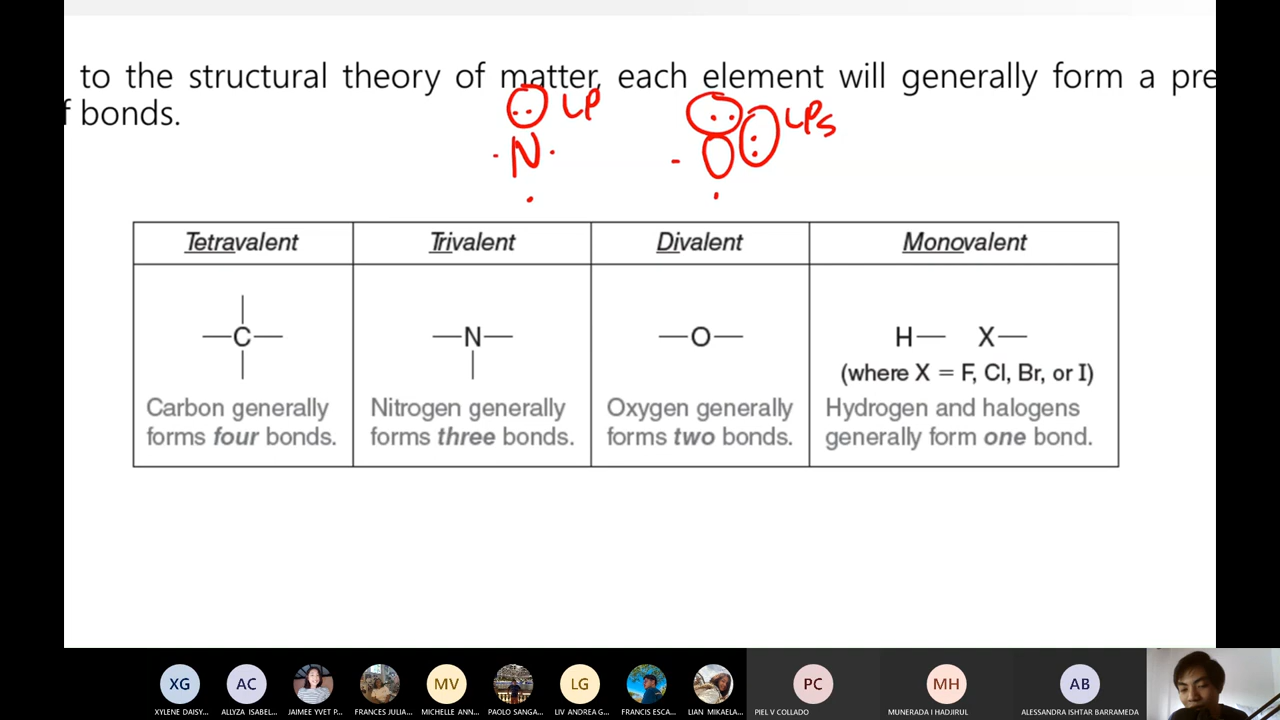 to the structural theory of matter, each element will generally form a pre
f bonds.
LP
LPs
N
O
Tetravalent Trivalent Divalent Monovalent
—C— —N— —O— H— X—
(where X = F, Cl, Br, or I)
Carbon generally
forms four bonds.
Nitrogen generally
forms three bonds.
Oxygen generally
forms two bonds.
Hydrogen and halogens
generally form one bond.
XG AC MV LG PC MH AB
XYLENE DAISY... ALLYZA ISABEL... JAIMEE YVET P... FRANCES JULIA... MICHELLE ANN... PAOLO SANGA... LIV ANDREA G... FRANCIS ESCA... LIAN MIKAELA... PIEL V COLLADO MUNERADA I HADJIRUL ALESSANDRA ISHTAR BARRAMEDA